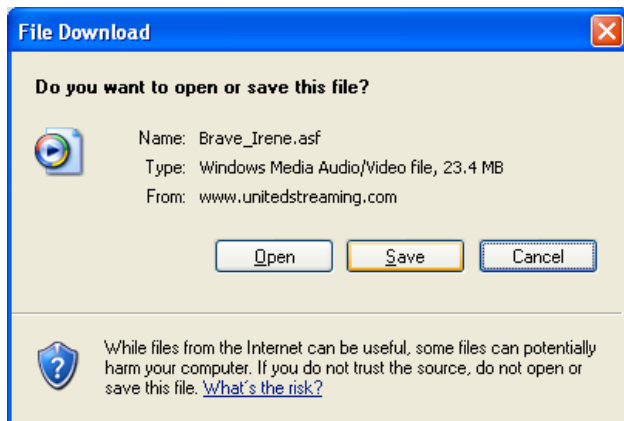 File Download
Do you want to open or save this file?
Name: Brave_Irene.asf
Type: Windows Media Audio/Video file, 23.4 MB
From: www.unitedstreaming.com
Open Save Cancel
While files from the Internet can be useful, some files can potentially
harm your computer. If you do not trust the source, do not open or
save this file. What's the risk?